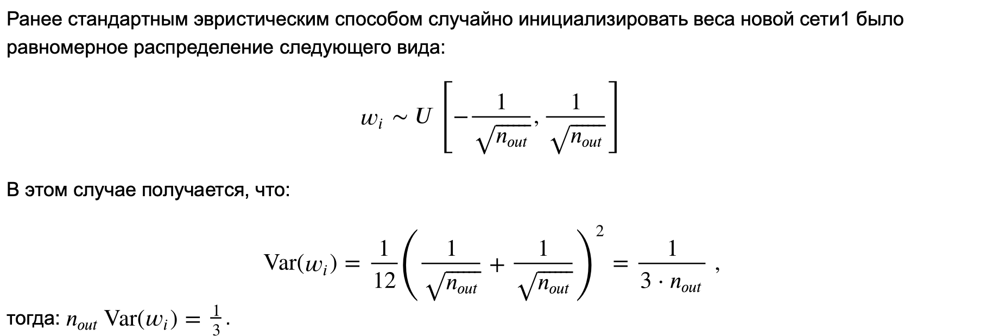 Ранее стандартным эвристическим способом случайно инициализировать веса новой сети1 было
равномерное распределение следующего вида:
$w_i \sim U \left[ -\frac{1}{\sqrt{n_{out}}}, \frac{1}{\sqrt{n_{out}}} \right]$
В этом случае получается, что:
$\mathrm{Var}(w_i) = \frac{1}{12} \left( \frac{1}{\sqrt{n_{out}}} + \frac{1}{\sqrt{n_{out}}} \right)^2 = \frac{1}{3 \cdot n_{out}} ,$
тогда: $n_{out} \, \mathrm{Var}(w_i) = \frac{1}{3}.$